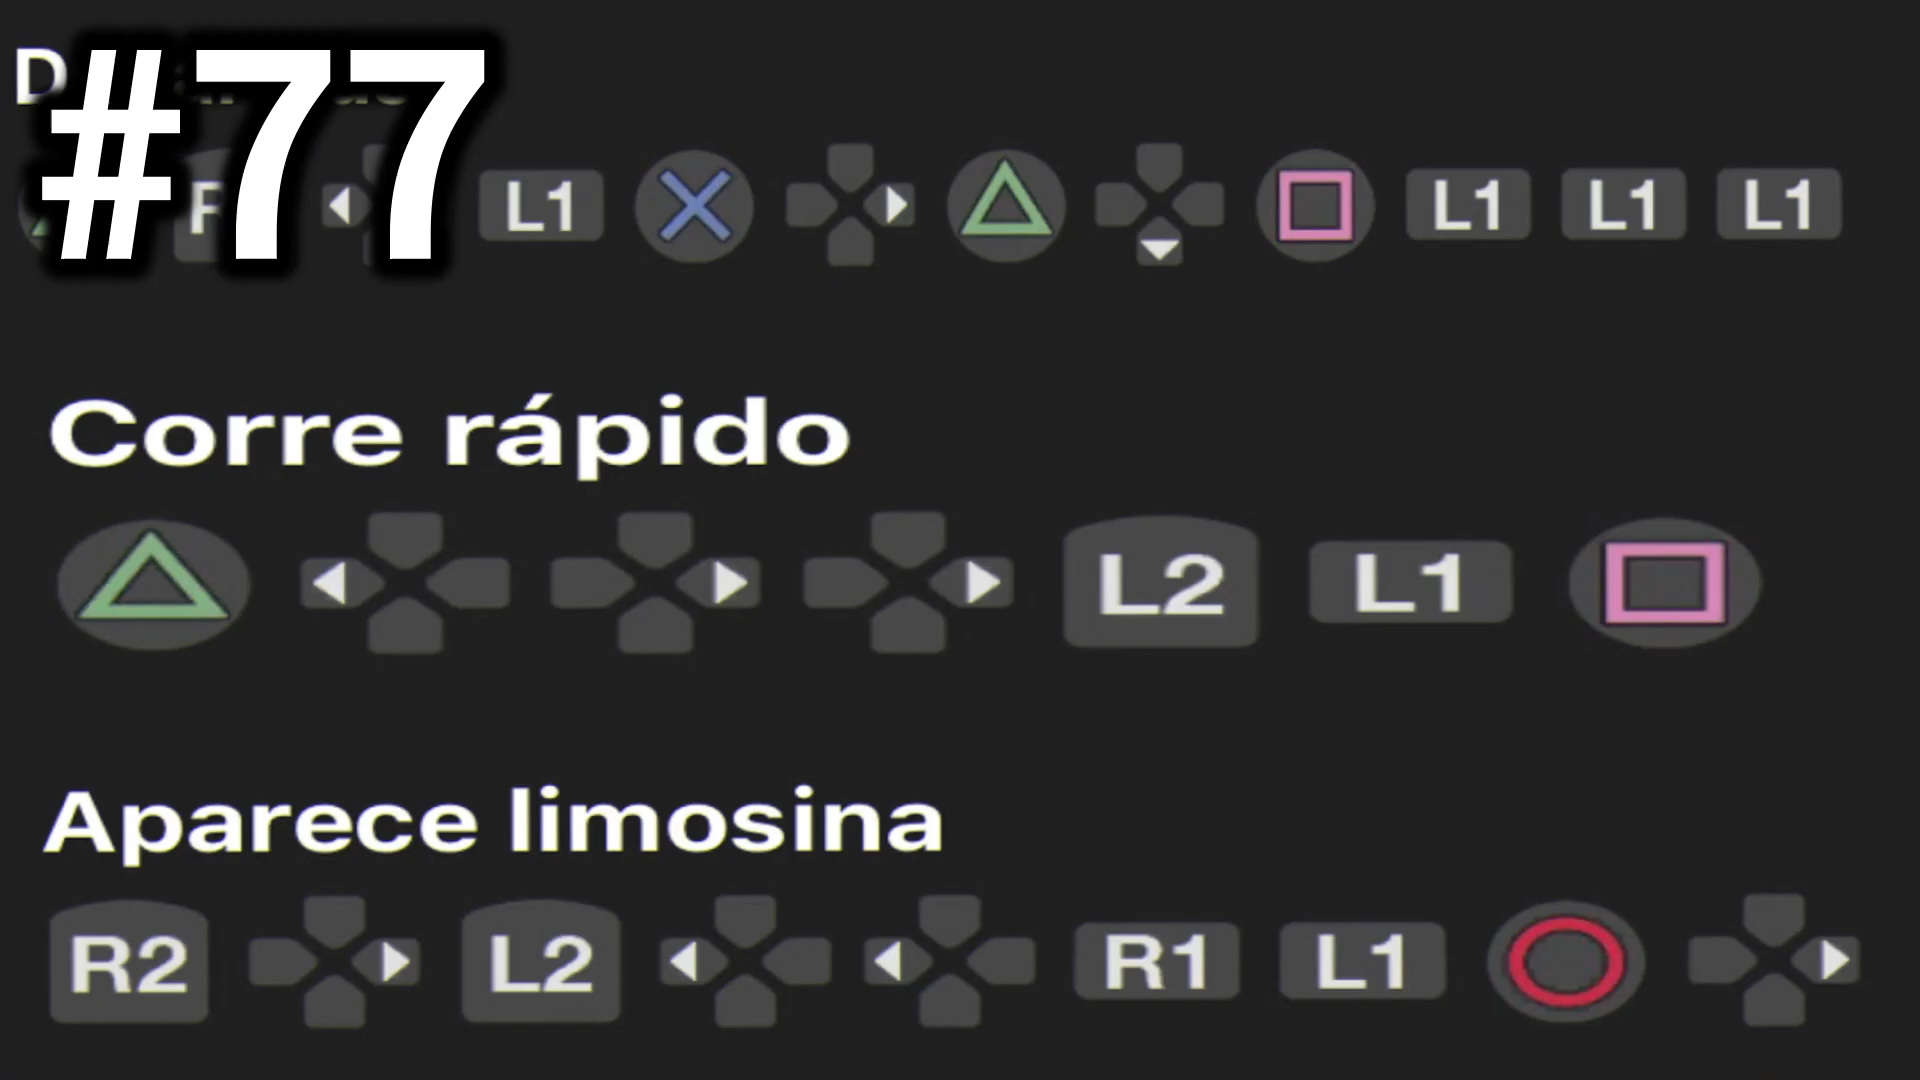 #77
L1 L1 L1 L1
Corre rápido
L2 L1
Aparece limosina
R2 L2 R1 L1